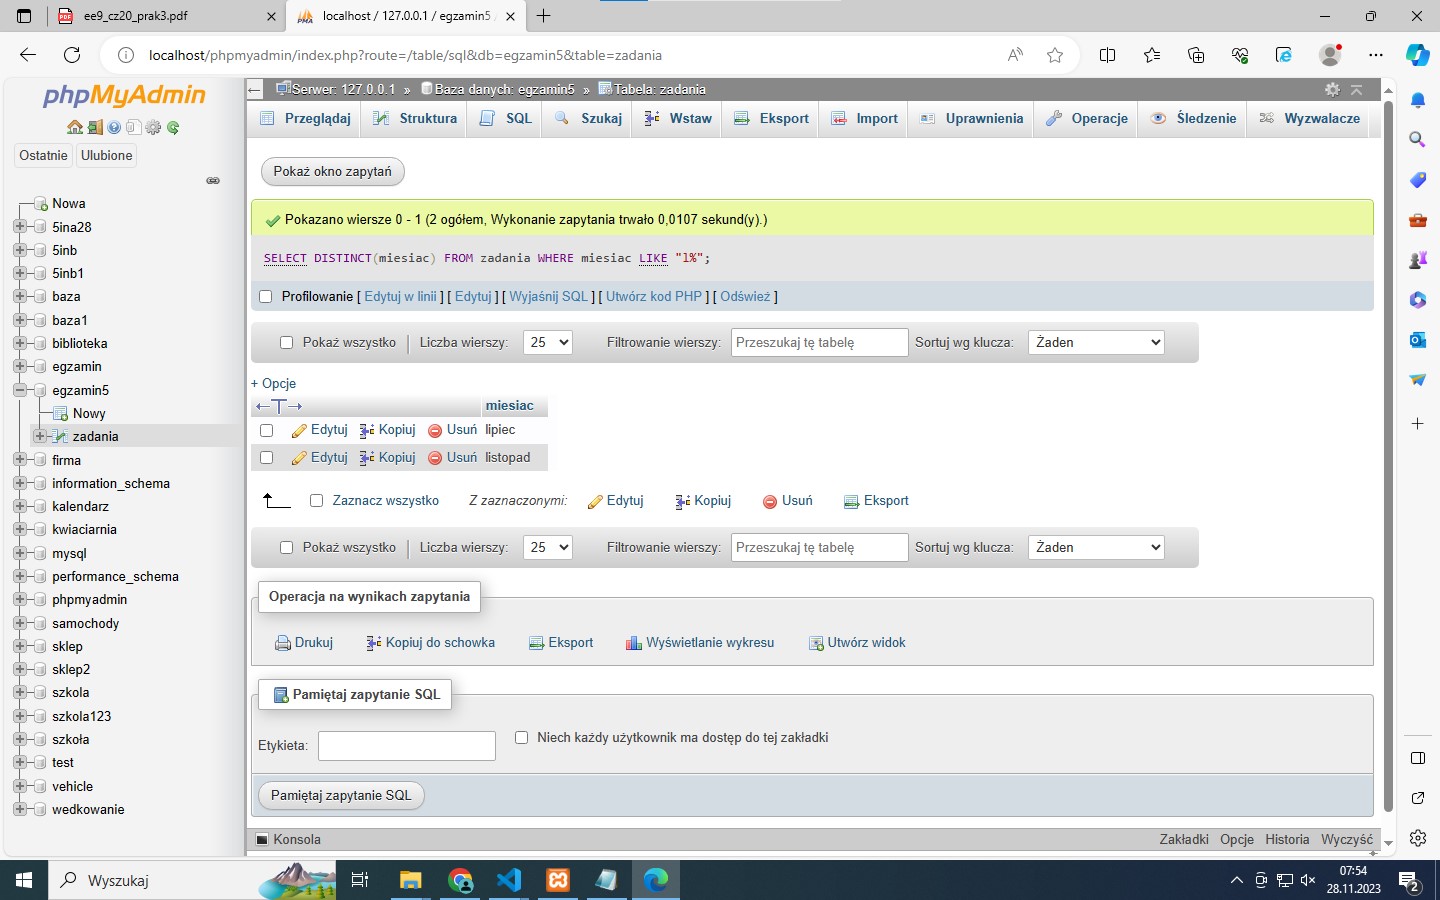 ee9_cz20_prak3.pdf
localhost / 127.0.0.1 / egzamin5
localhost/phpmyadmin/index.php?route=/table/sql&db=egzamin5&table=zadania
phpMyAdmin
Ostatnie Ulubione
Nowa
5ina28
5inb
5inb1
baza
baza1
biblioteka
egzamin
egzamin5
Nowy
zadania
firma
information_schema
kalendarz
kwiaciarnia
mysql
performance_schema
phpmyadmin
samochody
sklep
sklep2
szkola
szkola123
szkoła
test
vehicle
wedkowanie
Serwer: 127.0.0.1 » Baza danych: egzamin5 » Tabela: zadania
Przeglądaj Struktura SQL Szukaj Wstaw Eksport Import Uprawnienia Operacje Śledzenie Wyzwalacze
Pokaż okno zapytań
Pokazano wiersze 0 - 1 (2 ogółem, Wykonanie zapytania trwało 0,0107 sekund(y).)
SELECT DISTINCT(miesiac) FROM zadania WHERE miesiac LIKE "l%";
Profilowanie [ Edytuj w linii ] [ Edytuj ] [ Wyjaśnij SQL ] [ Utwórz kod PHP ] [ Odśwież ]
Pokaż wszystko Liczba wierszy: 25 Filtrowanie wierszy: Przeszukaj tę tabelę Sortuj wg klucza: Żaden
+ Opcje
miesiac
Edytuj Kopiuj Usuń lipiec
Edytuj Kopiuj Usuń listopad
Zaznacz wszystko Z zaznaczonymi: Edytuj Kopiuj Usuń Eksport
Pokaż wszystko Liczba wierszy: 25 Filtrowanie wierszy: Przeszukaj tę tabelę Sortuj wg klucza: Żaden
Operacja na wynikach zapytania
Drukuj Kopiuj do schowka Eksport Wyświetlanie wykresu Utwórz widok
Pamiętaj zapytanie SQL
Etykieta: Niech każdy użytkownik ma dostęp do tej zakładki
Pamiętaj zapytanie SQL
Konsola Zakładki Opcje Historia Wyczyść
Wyszukaj
07:54
28.11.2023
2